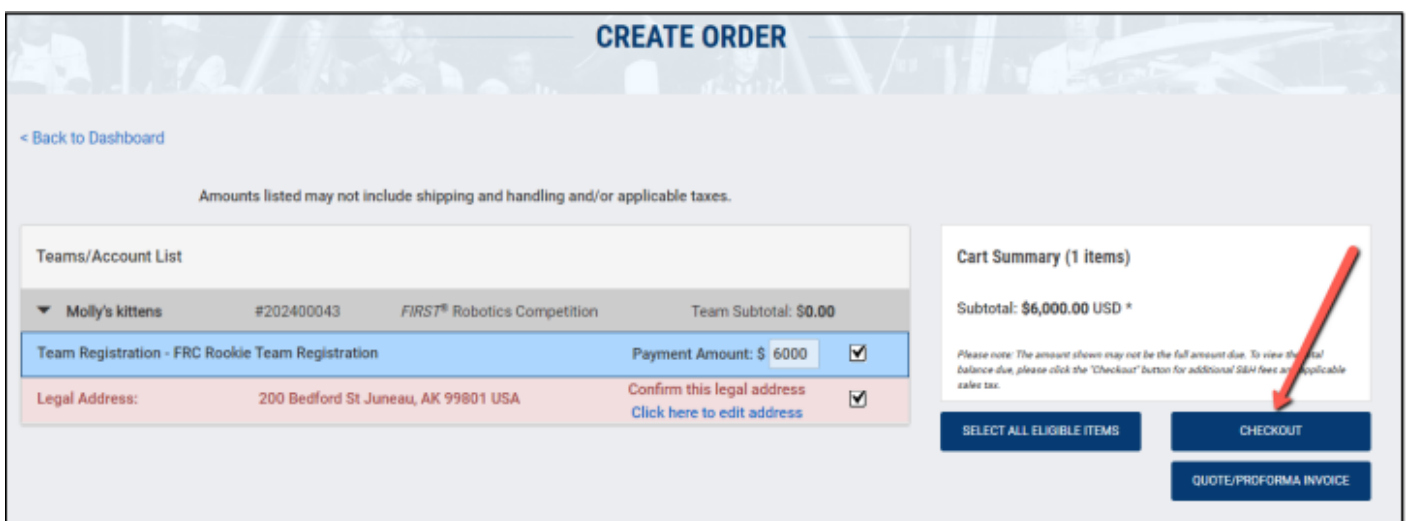 CREATE ORDER
< Back to Dashboard
Amounts listed may not include shipping and handling and/or applicable taxes.
Teams/Account List
Molly's kittens #202400043 FIRST® Robotics Competition Team Subtotal: $0.00
Team Registration - FRC Rookie Team Registration Payment Amount: $ 6000
Legal Address: 200 Bedford St Juneau, AK 99801 USA Confirm this legal address
Click here to edit address
Cart Summary (1 items)
Subtotal: $6,000.00 USD *
Please note: The amount shown may not be the full amount due. To view the total
balance due, please click the "Checkout" button for additional S&H fees and applicable
sales tax.
SELECT ALL ELIGIBLE ITEMS
CHECKOUT
QUOTE/PROFORMA INVOICE